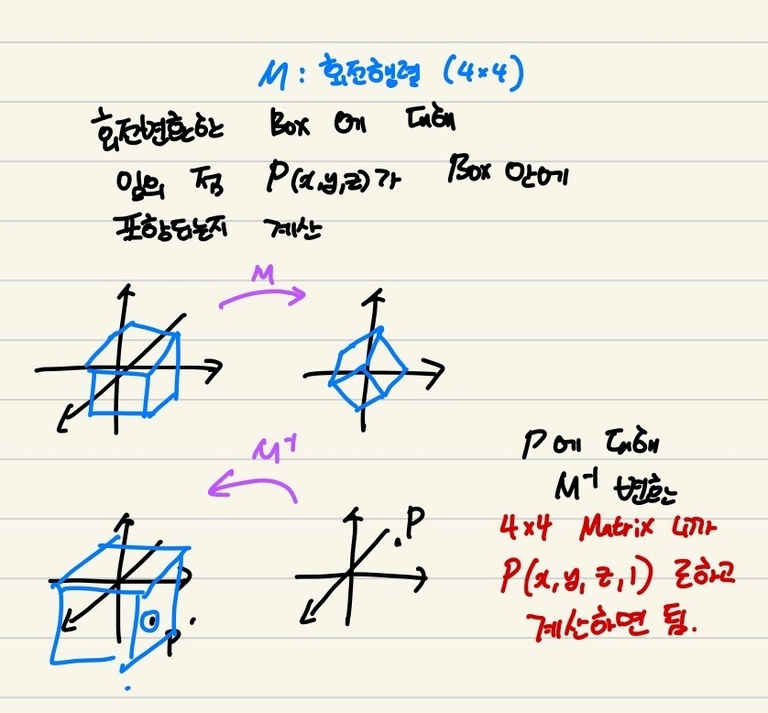 M : 회전행렬 (4×4)
회전변환한 Box 에 대해
임의 점 P(x,y,z)가 Box 안에
포함되는지 계산
M
M⁻¹
P에 대해
M⁻¹ 변환
4×4 Matrix 니까
P(x, y, z, 1) 로하고
계산하면 됨.
P
P